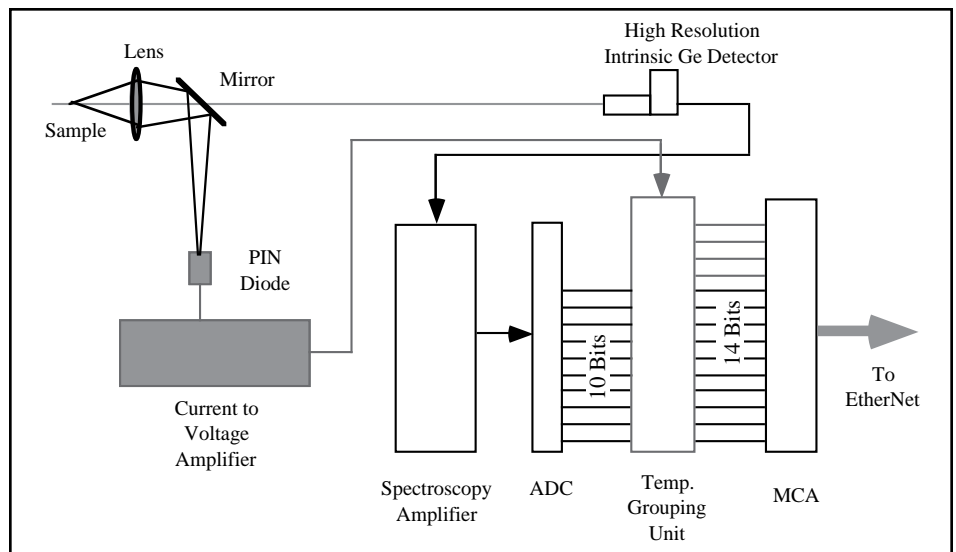 High Resolution
Intrinsic Ge Detector
Lens
Mirror
Sample
PIN
Diode
10 Bits
14 Bits
To
EtherNet
Current to
Voltage
Amplifier
Spectroscopy
Amplifier
ADC
Temp.
Grouping
Unit
MCA